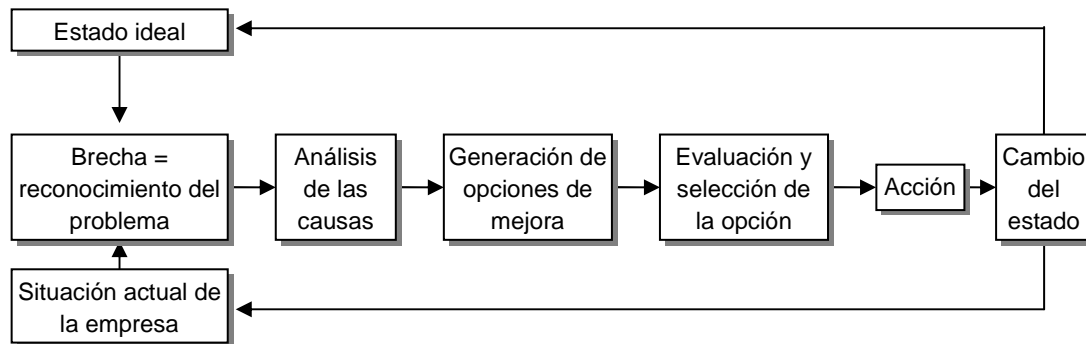 Estado ideal
Brecha =
reconocimiento del
problema
Análisis
de las
causas
Generación de
opciones de
mejora
Evaluación y
selección de
la opción
Acción
Cambio
del
estado
Situación actual de
la empresa